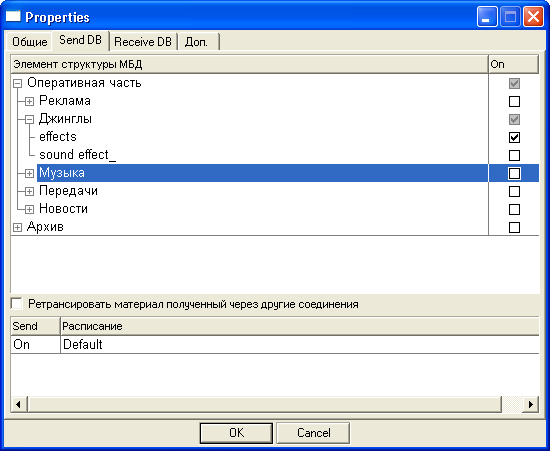 Properties
Общие Send DB Receive DB Доп.
Элемент структуры МБД On
Оперативная часть
Реклама
Джинглы
effects
sound effect_
Музыка
Передачи
Новости
Архив
Ретрансировать материал полученный через другие соединения
Send Расписание
On Default
OK Cancel